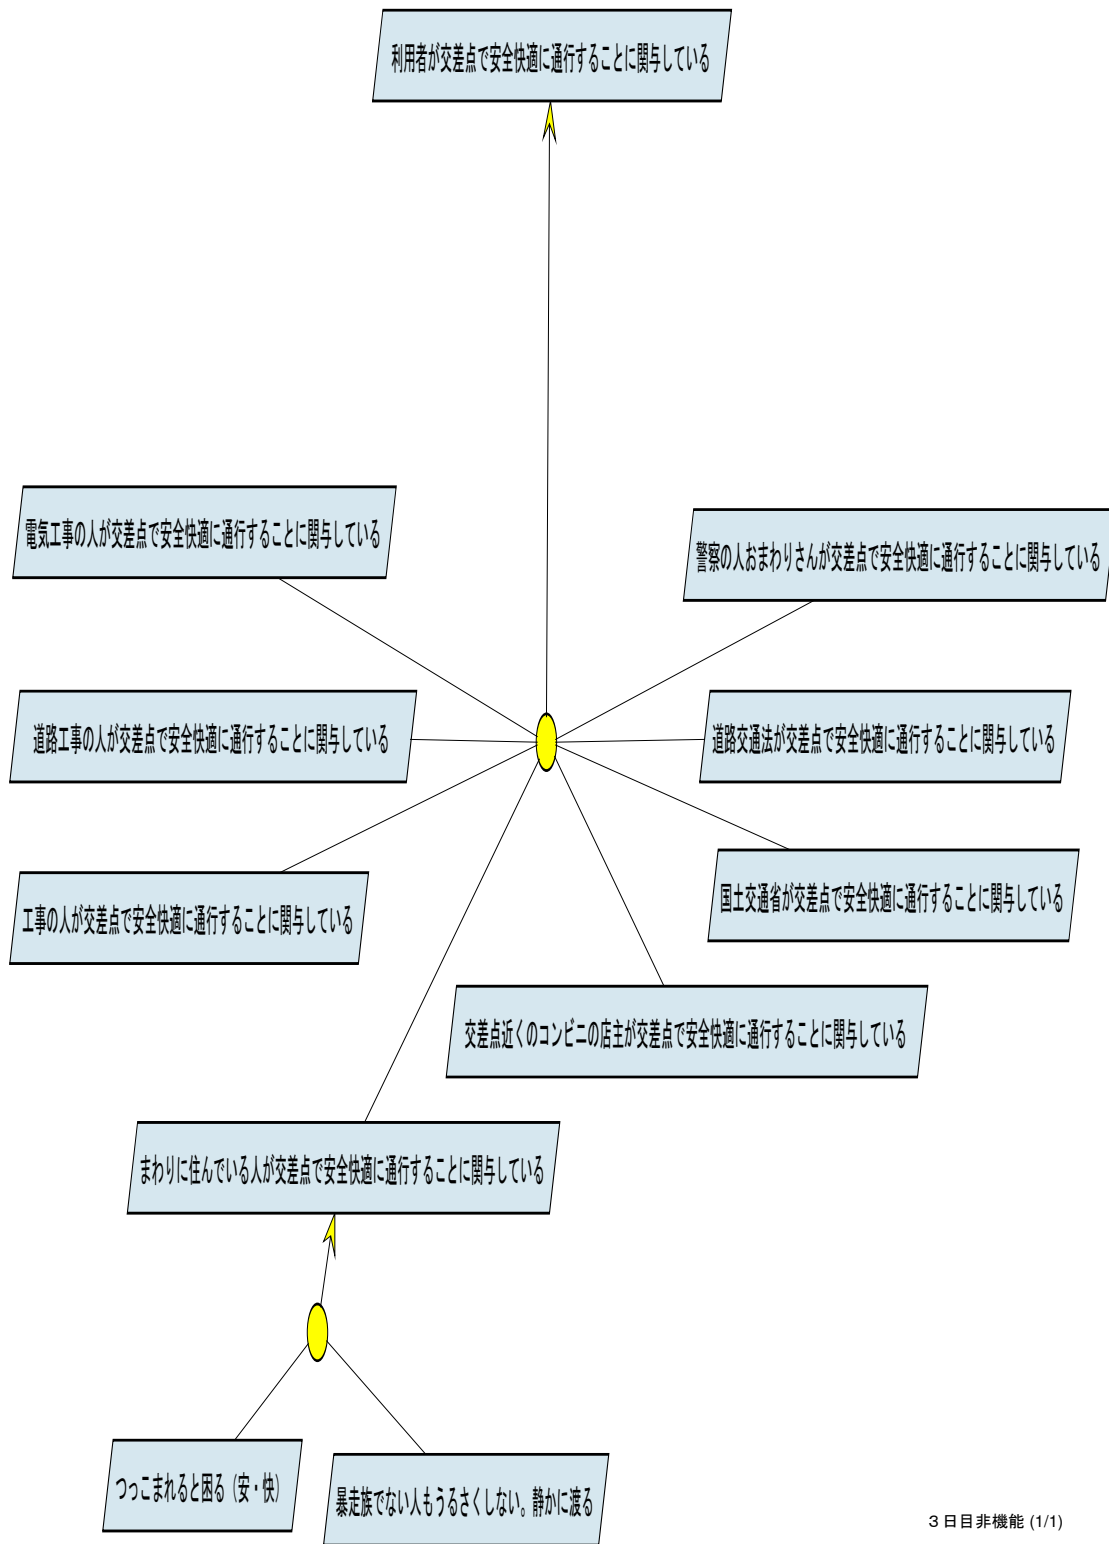 利用者が交差点で安全快適に通行することに関与している
電気工事の人が交差点で安全快適に通行することに関与している
警察の人おまわりさんが交差点で安全快適に通行することに関与している
道路工事の人が交差点で安全快適に通行することに関与している
道路交通法が交差点で安全快適に通行することに関与している
工事の人が交差点で安全快適に通行することに関与している
国土交通省が交差点で安全快適に通行することに関与している
交差点近くのコンビニの店主が交差点で安全快適に通行することに関与している
まわりに住んでいる人が交差点で安全快適に通行することに関与している
つっこまれると困る（安・快）
暴走族でない人もうるさくしない。静かに渡る
３日目非機能 (1/1)